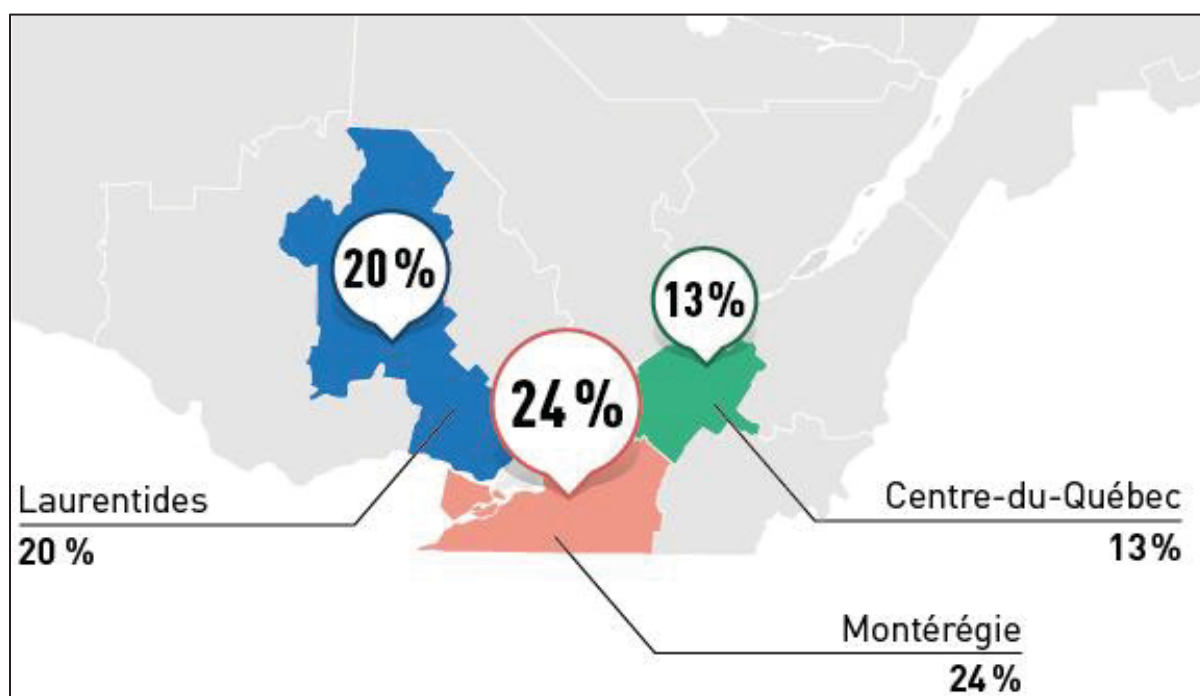 20 %
13 %
24 %
Laurentides
20 %
Centre-du-Québec
13 %
Montérégie
24 %